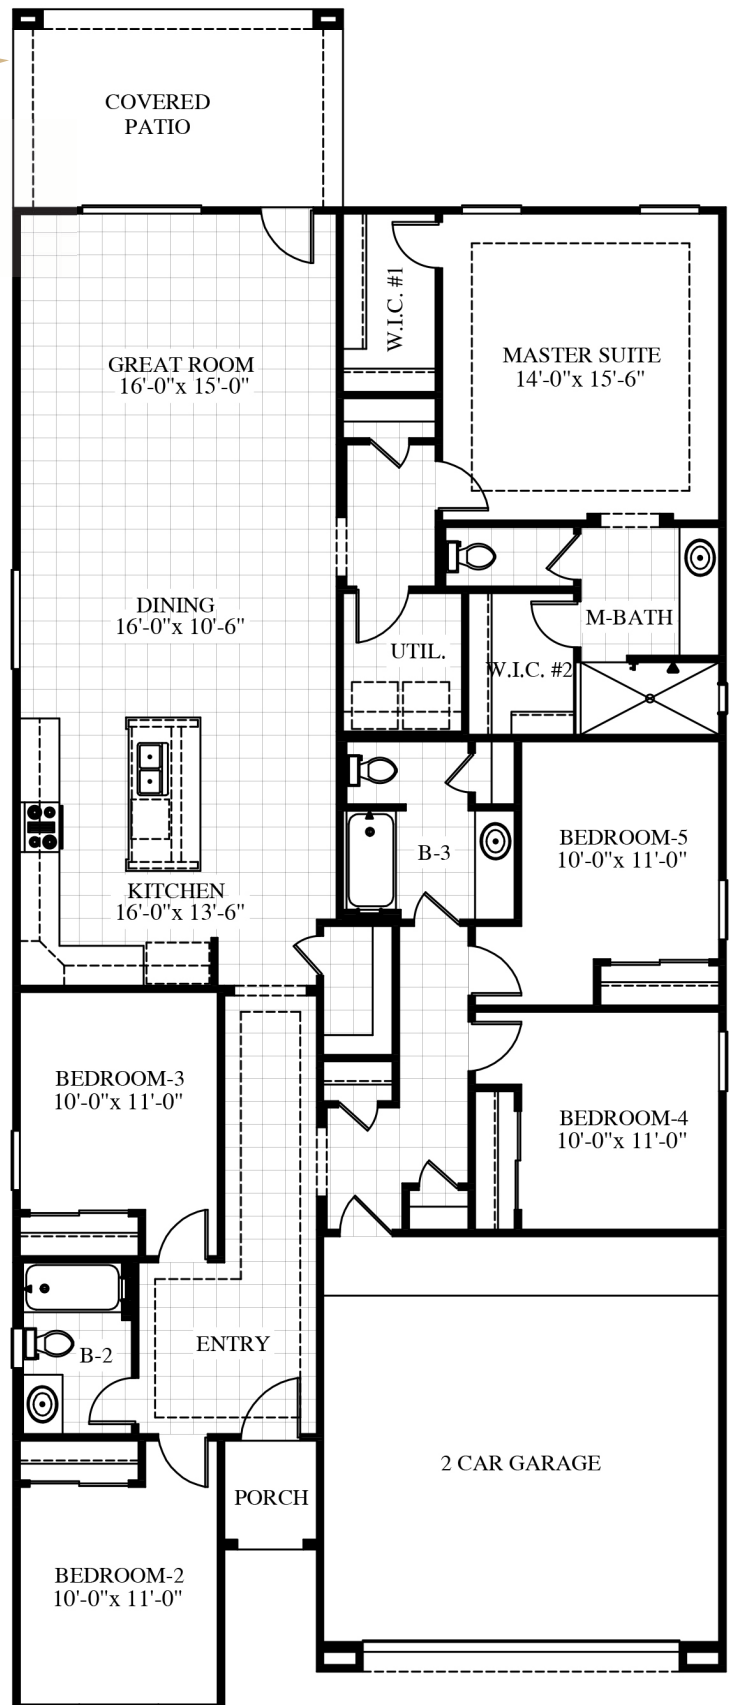 COVERED
PATIO
W.I.C. #1
GREAT ROOM
16'-0"x 15'-0"
MASTER SUITE
14'-0"x 15'-6"
DINING
16'-0"x 10'-6"
M-BATH
UTIL.
W.I.C. #2
BEDROOM-5
10'-0"x 11'-0"
B-3
KITCHEN
16'-0"x 13'-6"
BEDROOM-3
10'-0"x 11'-0"
BEDROOM-4
10'-0"x 11'-0"
ENTRY
B-2
2 CAR GARAGE
PORCH
BEDROOM-2
10'-0"x 11'-0"